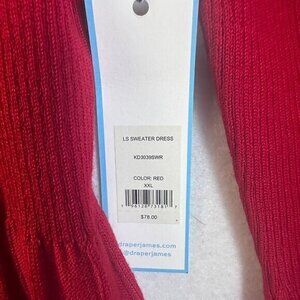 LS SWEATER DRESS
KD3039SWR
COLOR: RED
XXL
$78.00
draperjames.com
@draperjames